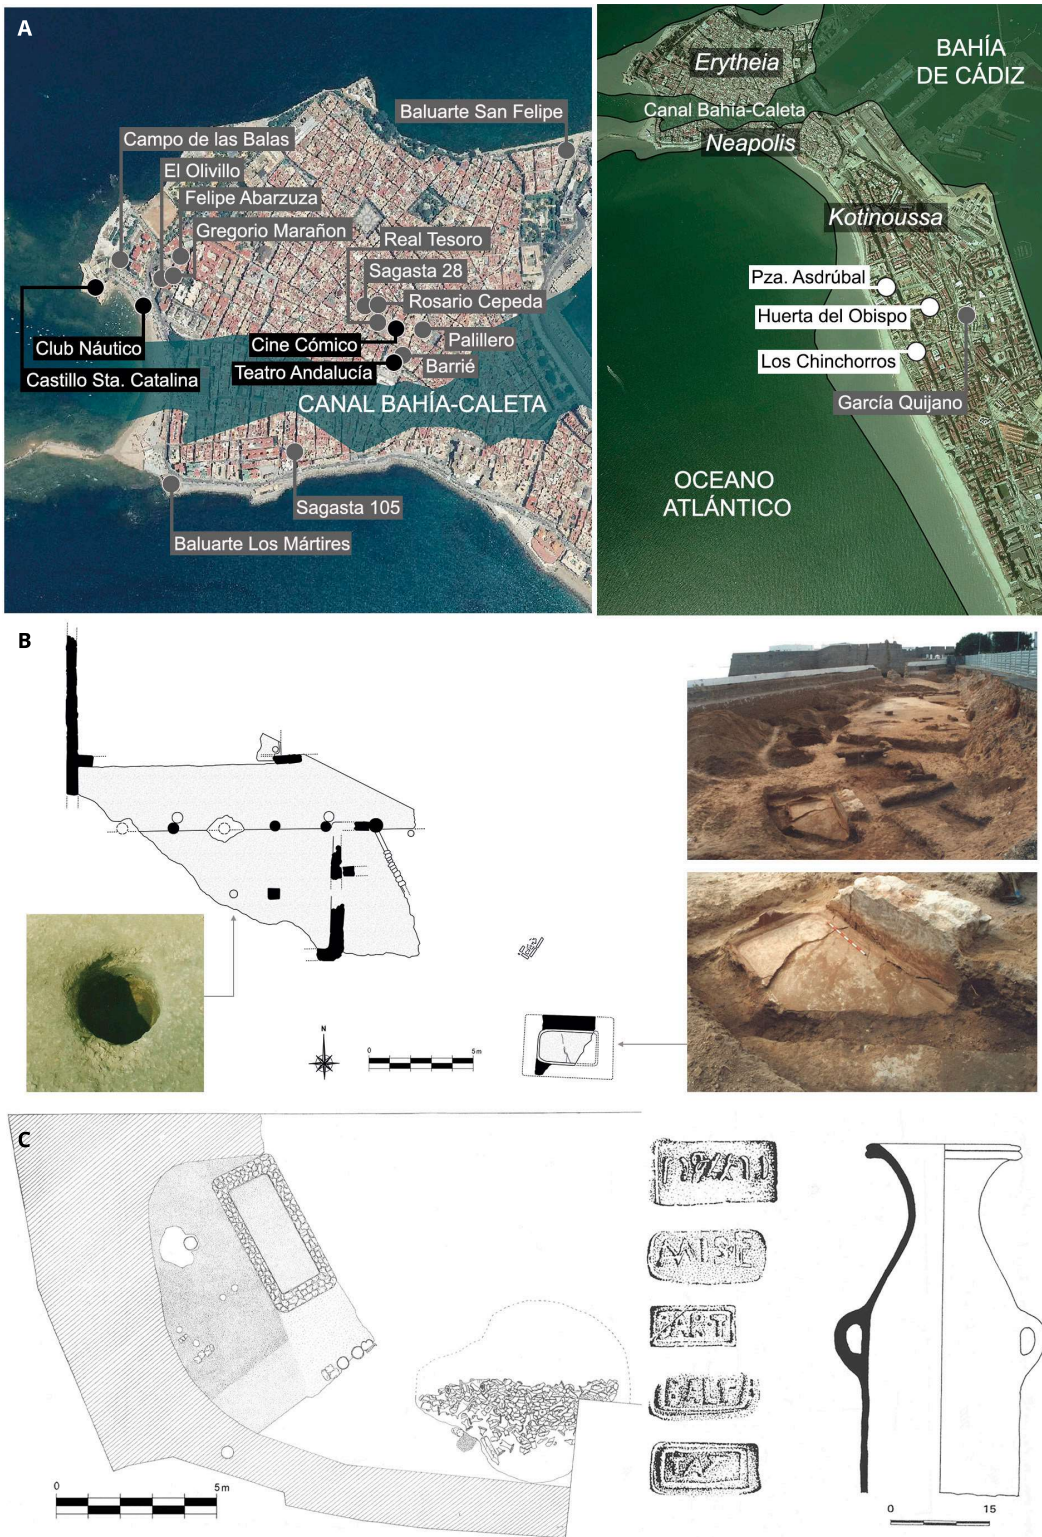 A
Campo de las Balas
El Olivillo
Felipe Abarzuza
Gregorio Marañon
Baluarte San Felipe
Real Tesoro
Sagasta 28
Rosario Cepeda
Palillero
Barrié
Cine Cómico
Teatro Andalucía
Club Náutico
Castillo Sta. Catalina
CANAL BAHÍA-CALETA
Sagasta 105
Baluarte Los Mártires
Erytheia
BAHÍA
DE CÁDIZ
Canal Bahía-Caleta
Neapolis
Kotinoussa
Pza. Asdrúbal
Huerta del Obispo
Los Chinchorros
García Quijano
OCEANO
ATLÁNTICO
B
N
0 5m
C
0 5m
MISE
BALF
0 15